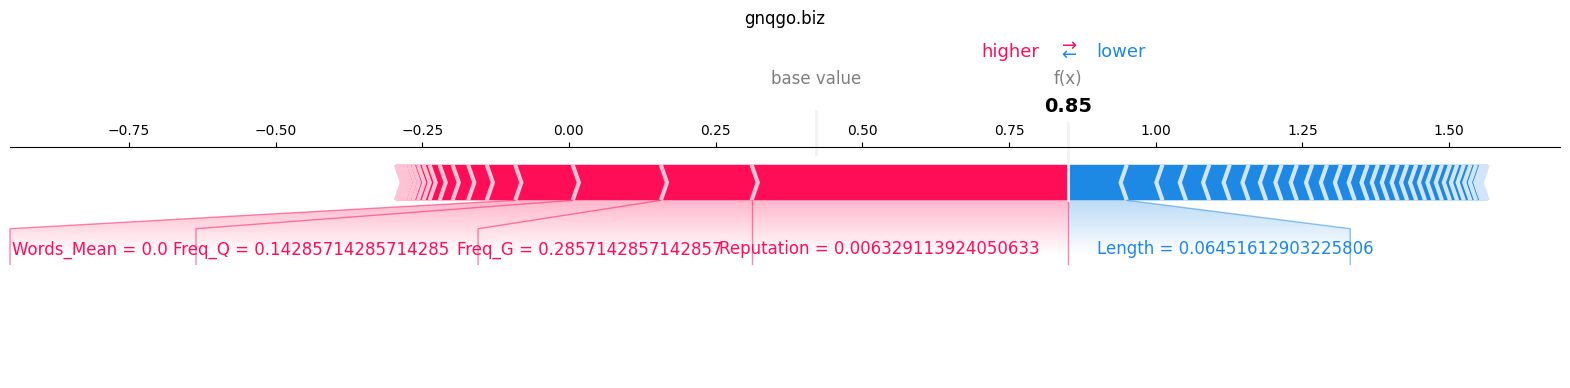 gnqgo.biz
higher ⇄ lower
base value f(x)
0.85
−0.75 −0.50 −0.25 0.00 0.25 0.50 0.75 1.00 1.25 1.50
Words_Mean = 0.0 Freq_Q = 0.14285714285714285 Freq_G = 0.2857142857142857 Reputation = 0.006329113924050633 Length = 0.06451612903225806